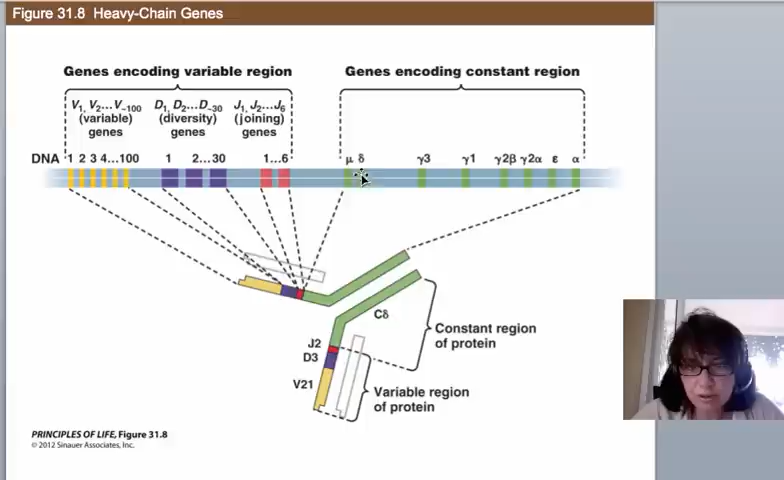 Figure 31.8 Heavy-Chain Genes
Genes encoding variable region
Genes encoding constant region
V1, V2...V~100
(variable)
genes
D1, D2...D~30
(diversity)
genes
J1, J2...J6
(joining)
genes
DNA 1 2 3 4...100 1 2...30 1...6 μ δ γ3 γ1 γ2β γ2α ε α
Cδ
Constant region
of protein
J2
D3
V21
Variable region
of protein
PRINCIPLES OF LIFE, Figure 31.8
© 2012 Sinauer Associates, Inc.